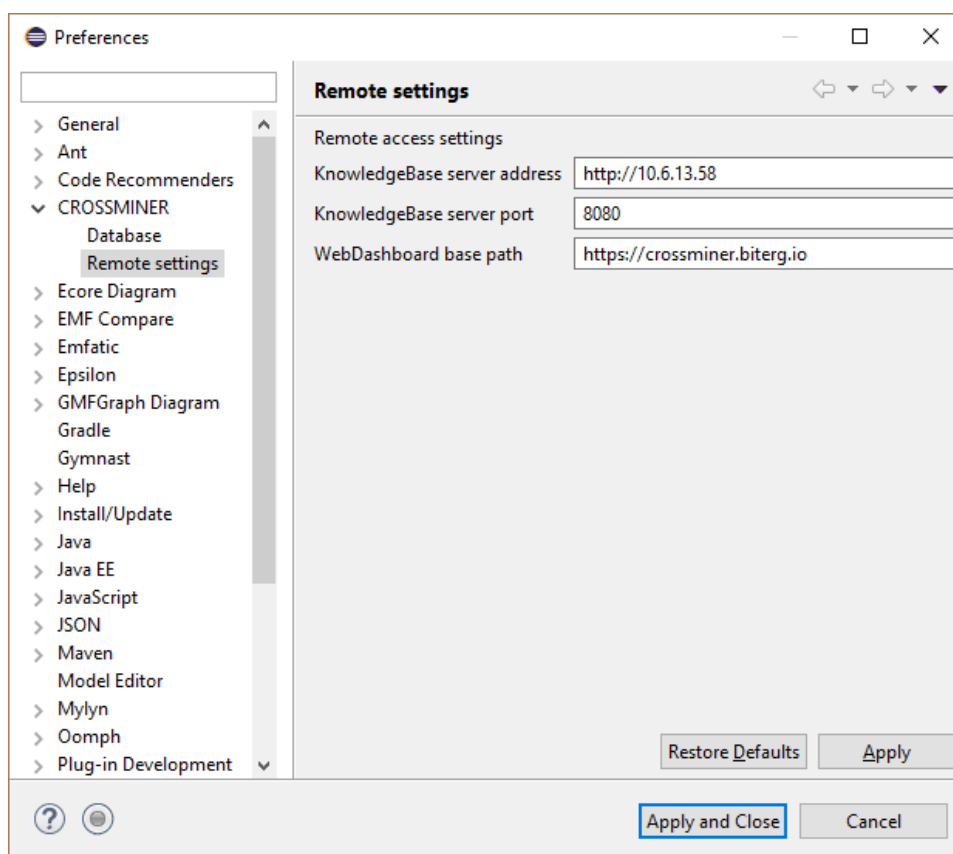 Preferences
Remote settings
General
Ant
Code Recommenders
CROSSMINER
Database
Remote settings
Ecore Diagram
EMF Compare
Emfatic
Epsilon
GMFGraph Diagram
Gradle
Gymnast
Help
Install/Update
Java
Java EE
JavaScript
JSON
Maven
Model Editor
Mylyn
Oomph
Plug-in Development
Remote access settings
KnowledgeBase server address http://10.6.13.58
KnowledgeBase server port 8080
WebDashboard base path https://crossminer.biterg.io
Restore Defaults Apply
? Apply and Close Cancel